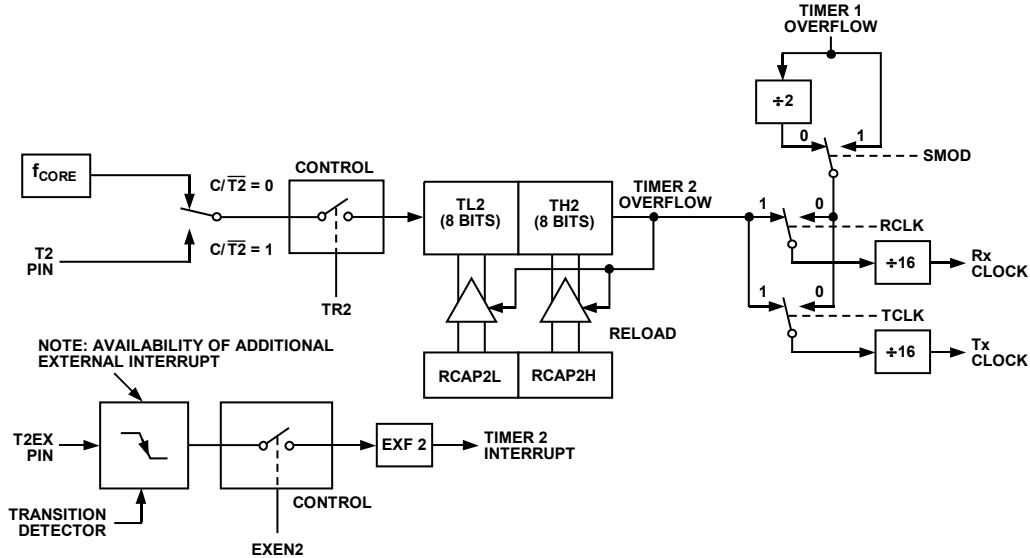 TIMER 1
OVERFLOW
÷2
0
1
SMOD
fCORE
C/T2 = 0
CONTROL
TL2
(8 BITS)
TH2
(8 BITS)
TIMER 2
OVERFLOW
1
0
RCLK
T2
PIN
C/T2 = 1
÷16
Rx
CLOCK
TR2
1
0
TCLK
RELOAD
NOTE: AVAILABILITY OF ADDITIONAL
EXTERNAL INTERRUPT
RCAP2L
RCAP2H
÷16
Tx
CLOCK
T2EX
PIN
EXF 2
TIMER 2
INTERRUPT
CONTROL
TRANSITION
DETECTOR
EXEN2